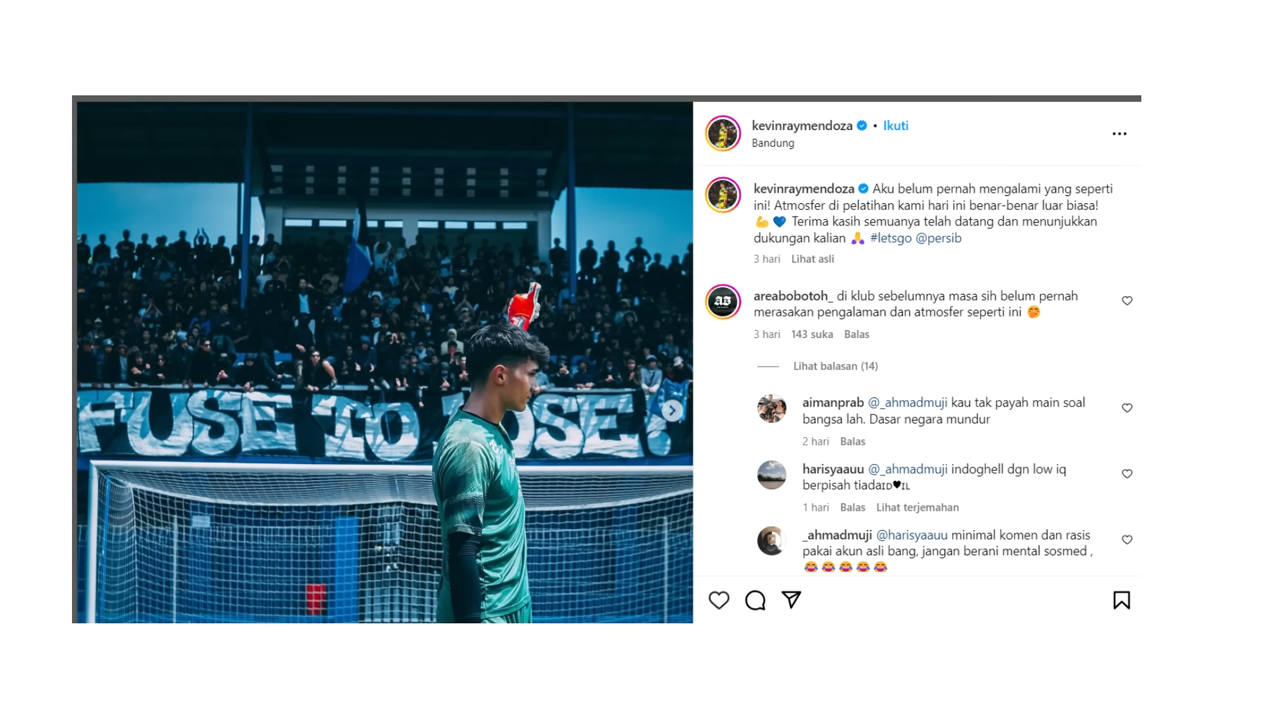 FUSE TO LOSE!
kevinraymendoza • Ikuti
Bandung
kevinraymendoza Aku belum pernah mengalami yang seperti
ini! Atmosfer di pelatihan kami hari ini benar-benar luar biasa!
💪 💙 Terima kasih semuanya telah datang dan menunjukkan
dukungan kalian 🙏 #letsgo @persib
3 hari Lihat asli
areabobotoh_ di klub sebelumnya masa sih belum pernah
merasakan pengalaman dan atmosfer seperti ini 🤭
3 hari 143 suka Balas
Lihat balasan (14)
aimanprab @_ahmadmuji kau tak payah main soal
bangsa lah. Dasar negara mundur
2 hari Balas
harisyaauu @_ahmadmuji indoghell dgn low iq
berpisah tiadaɪᴅ♥ɪʟ
1 hari Balas Lihat terjemahan
_ahmadmuji @harisyaauu minimal komen dan rasis
pakai akun asli bang, jangan berani mental sosmed ,
😂 😂 😂 😂 😂